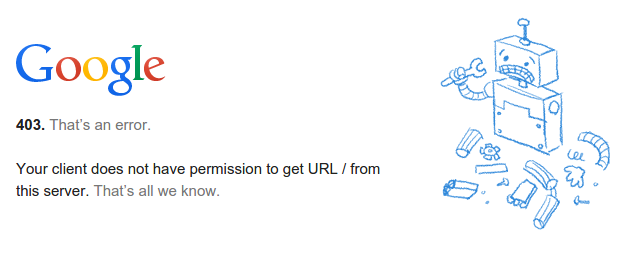 Google
403. That's an error.
Your client does not have permission to get URL / from
this server. That's all we know.